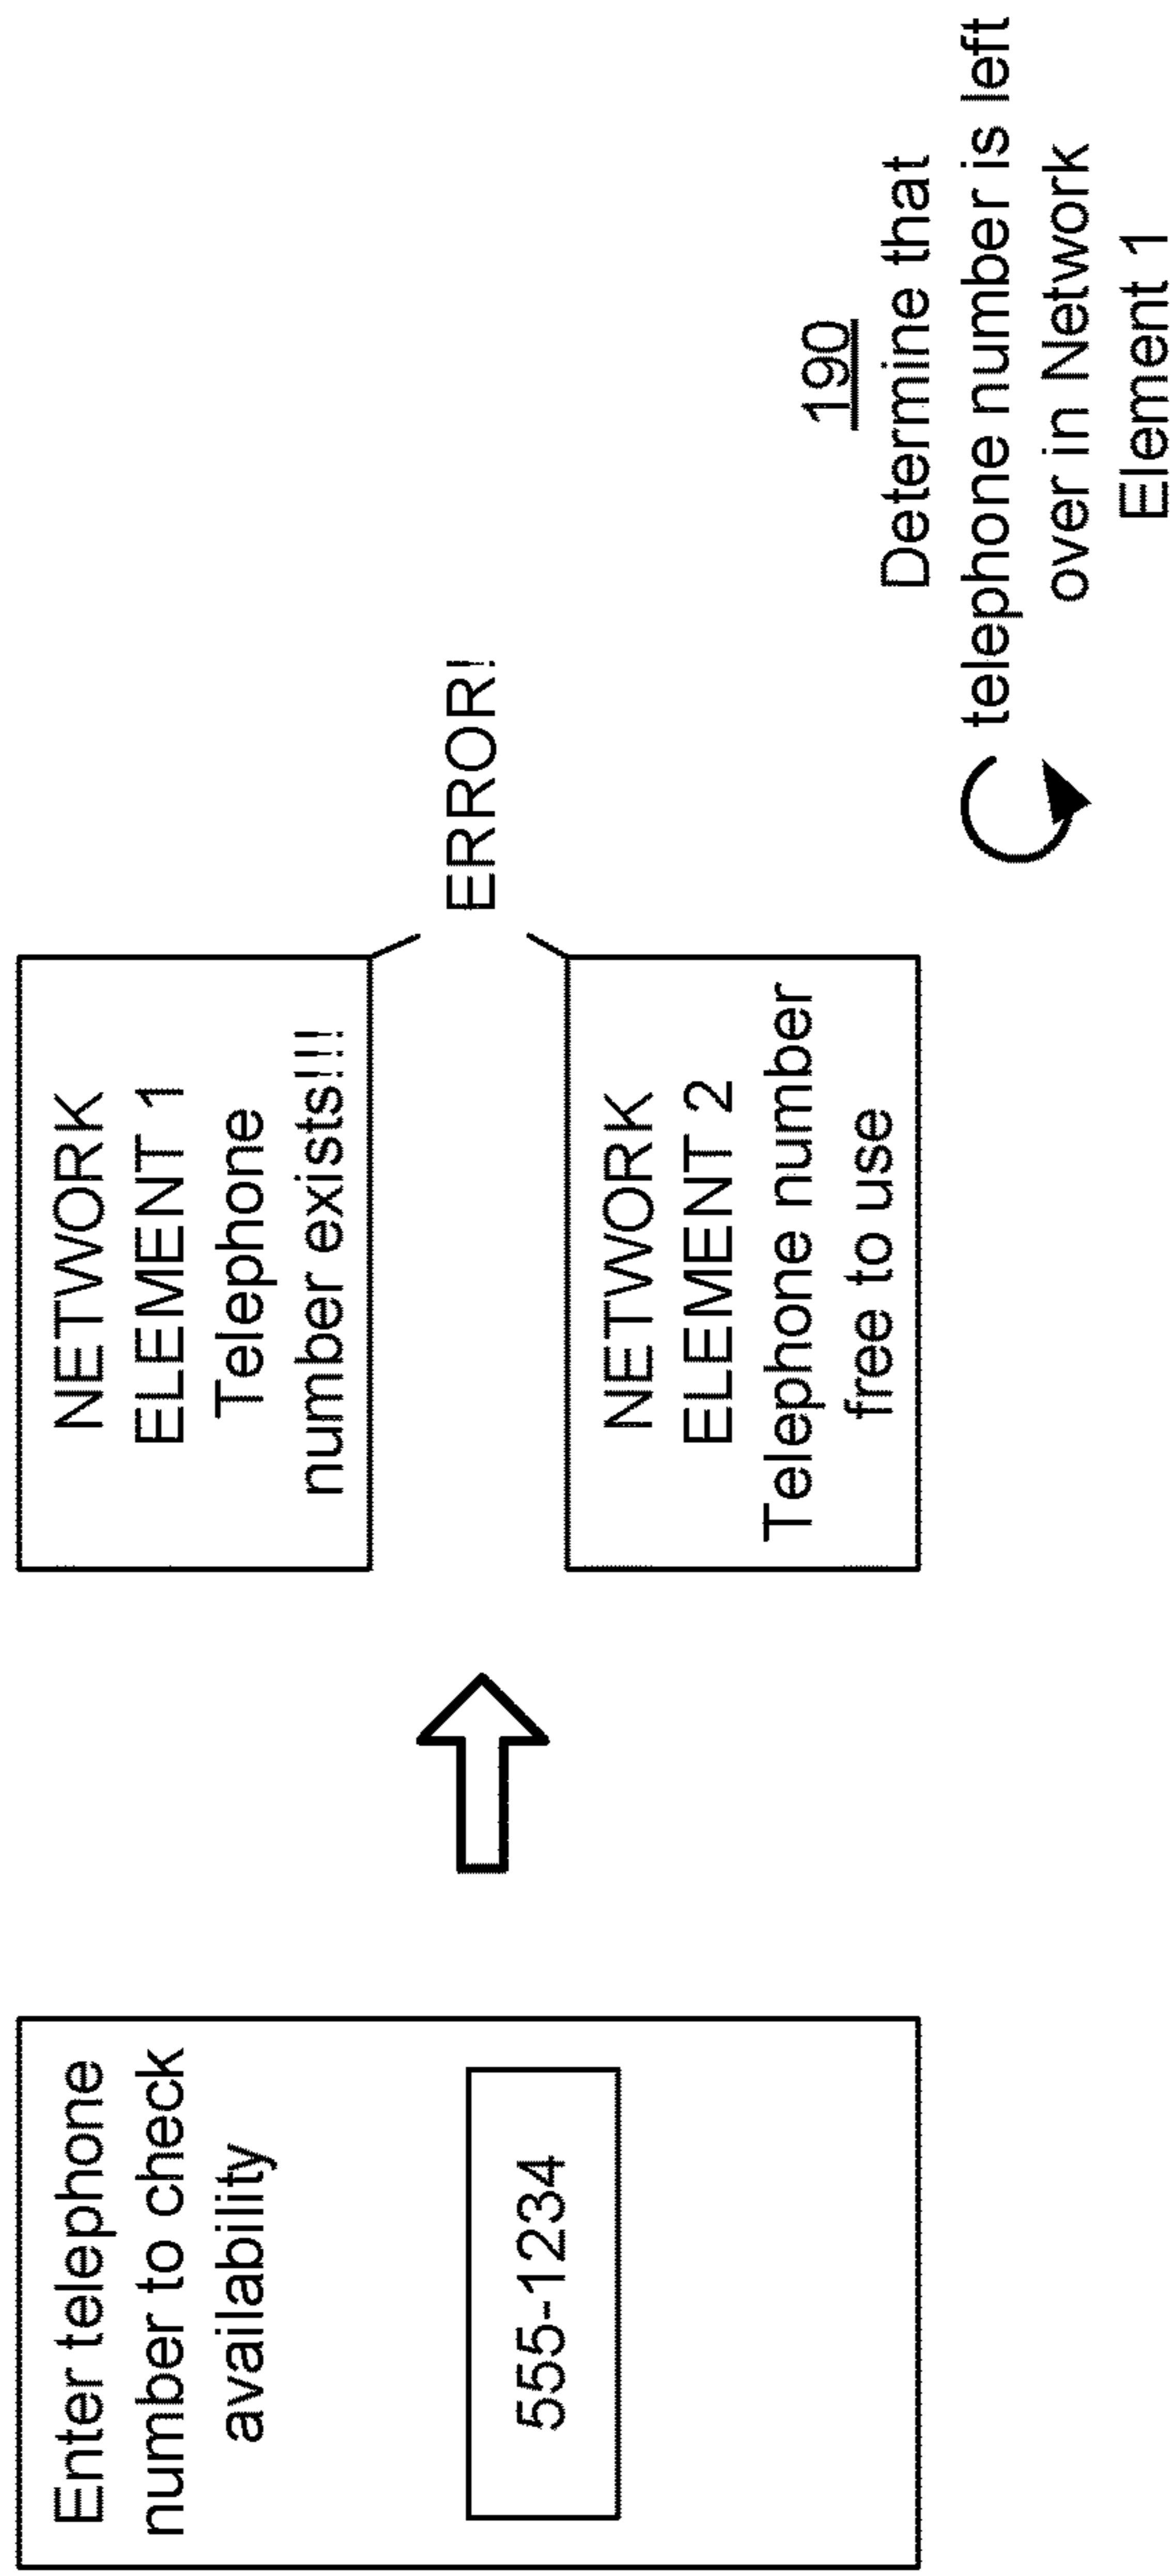 Enter telephone
number to check
availability
555-1234
NETWORK
ELEMENT 1
Telephone
number exists!!!
NETWORK
ELEMENT 2
Telephone number
free to use
ERROR!
190
Determine that
telephone number is left
over in Network
Element 1